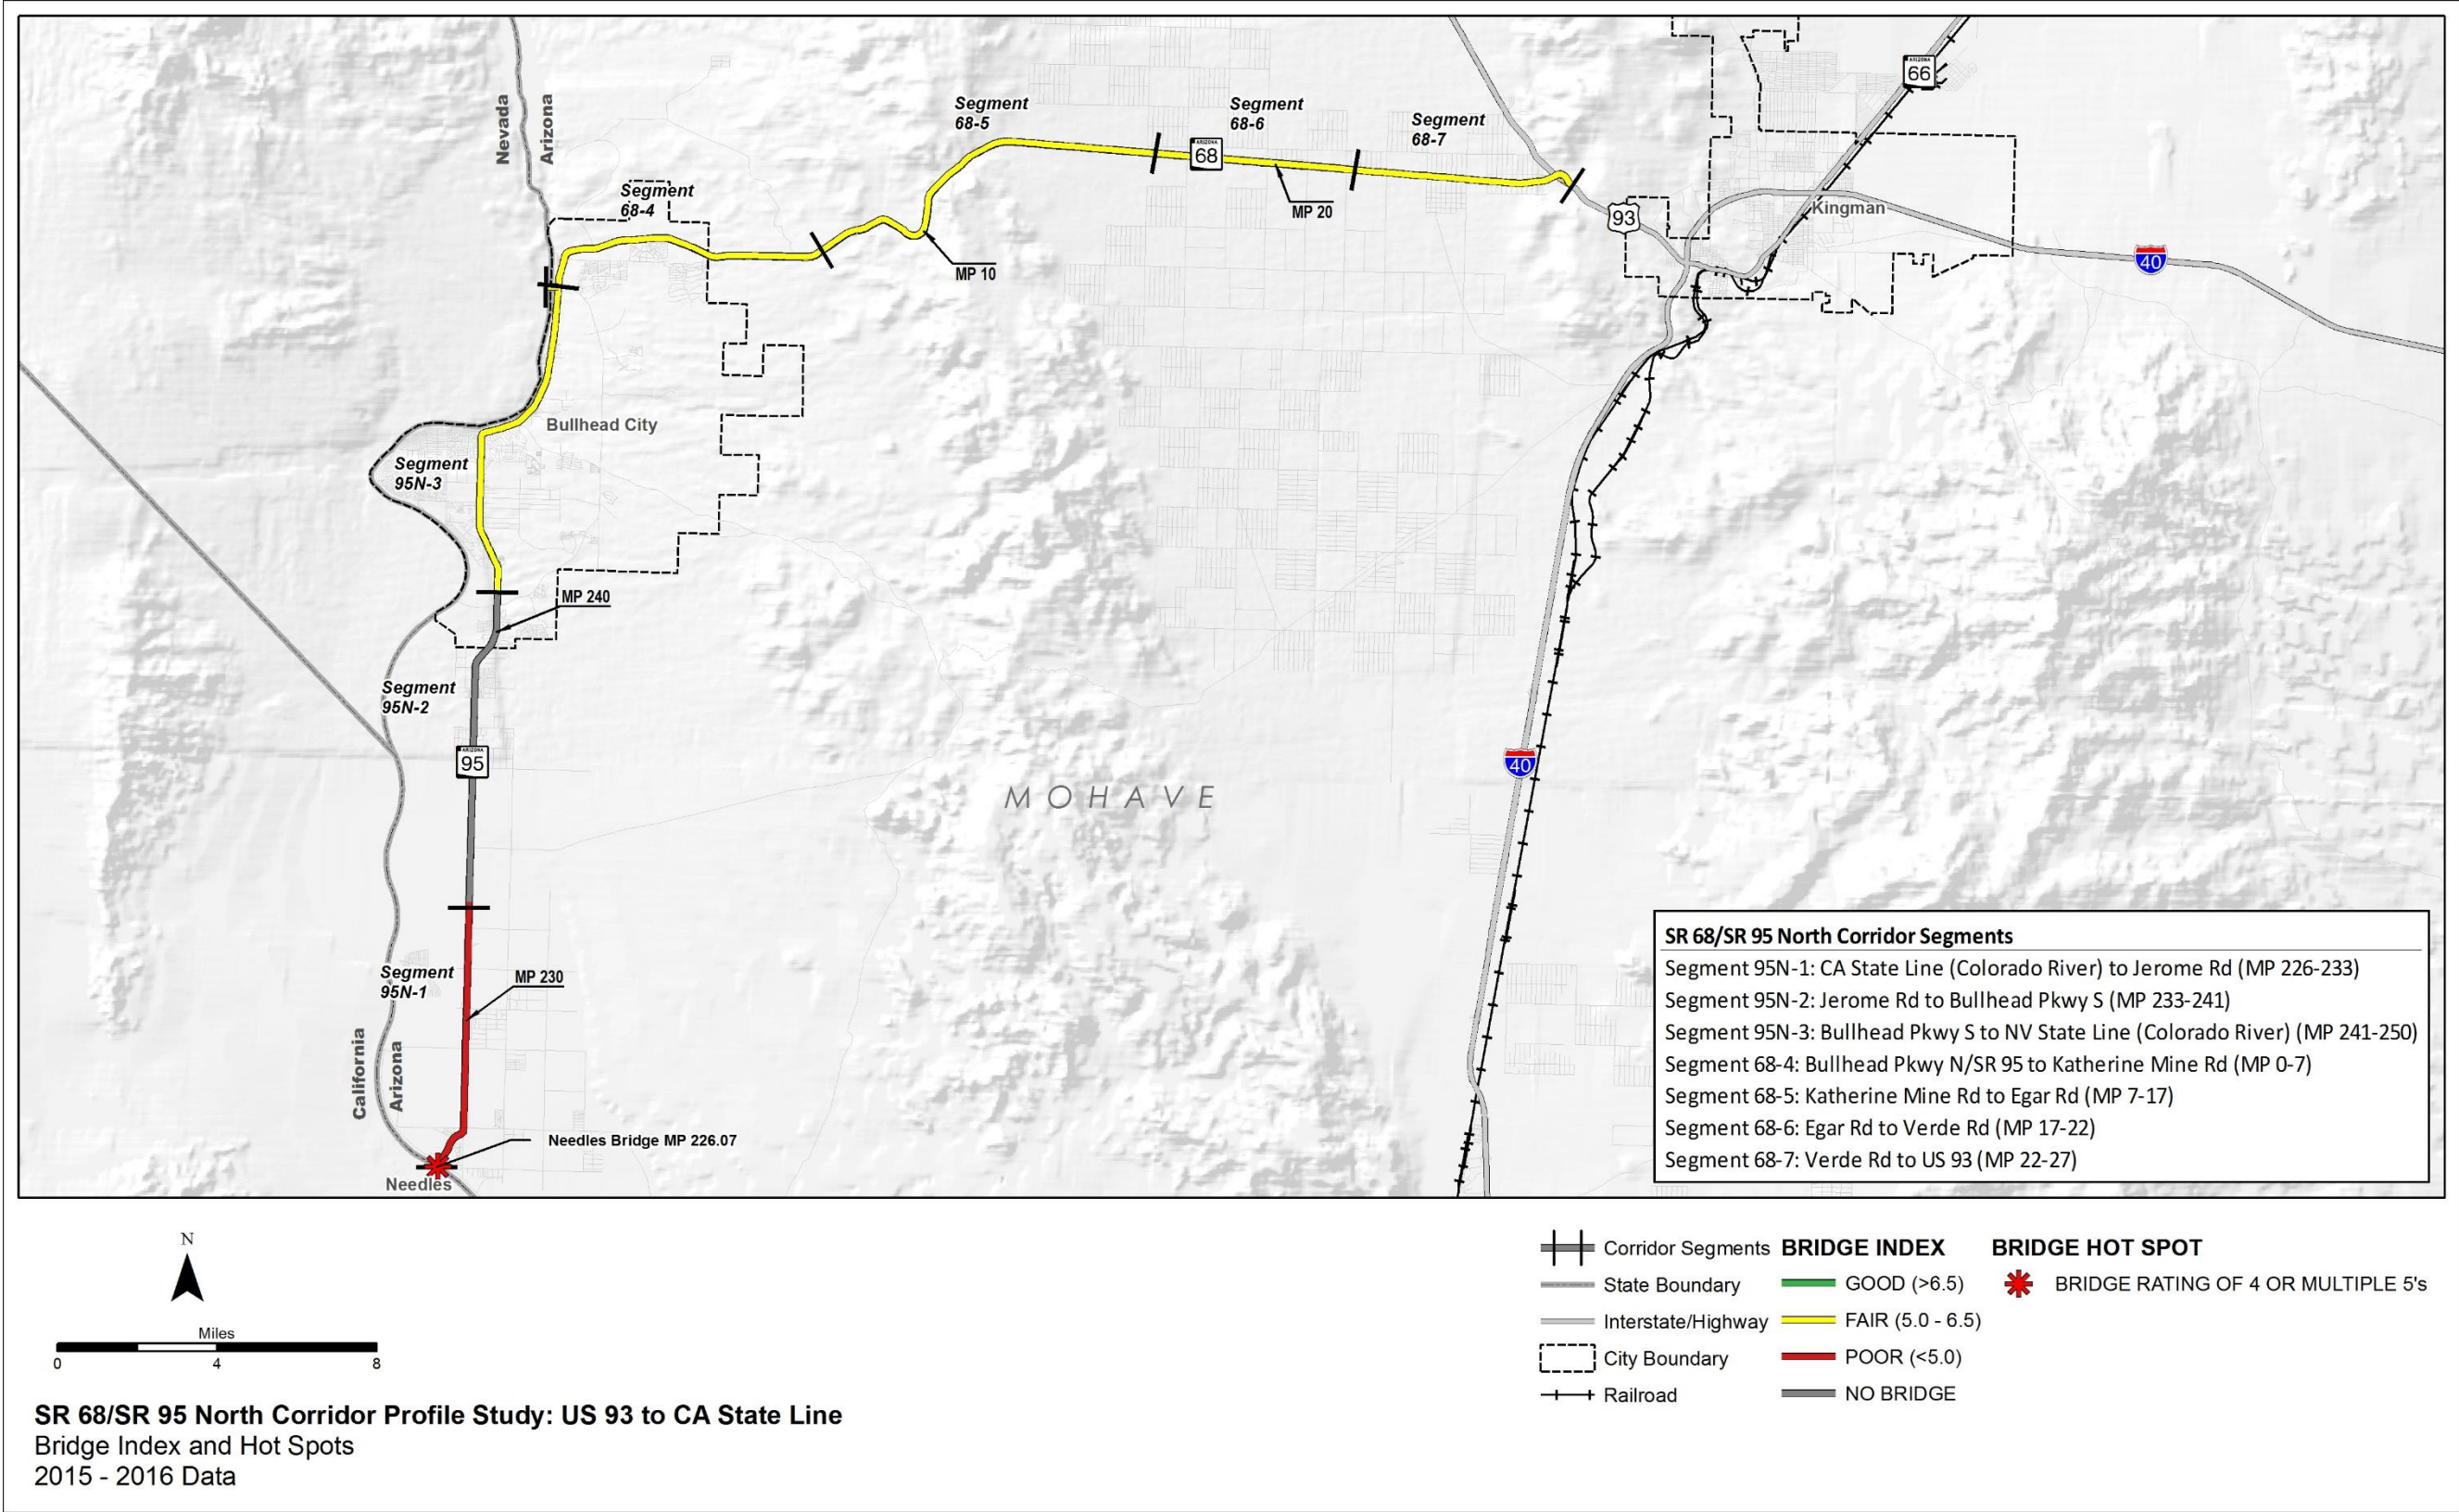 Nevada
Arizona
Segment
68-4
Segment
68-5
Segment
68-6
Segment
68-7
ARIZONA
68
ARIZONA
66
MP 20
MP 10
93
Kingman
40
Bullhead City
Segment
95N-3
MP 240
Segment
95N-2
ARIZONA
95
MOHAVE
40
Segment
95N-1
MP 230
California
Arizona
Needles Bridge MP 226.07
Needles
SR 68/SR 95 North Corridor Segments
Segment 95N-1: CA State Line (Colorado River) to Jerome Rd (MP 226-233)
Segment 95N-2: Jerome Rd to Bullhead Pkwy S (MP 233-241)
Segment 95N-3: Bullhead Pkwy S to NV State Line (Colorado River) (MP 241-250)
Segment 68-4: Bullhead Pkwy N/SR 95 to Katherine Mine Rd (MP 0-7)
Segment 68-5: Katherine Mine Rd to Egar Rd (MP 7-17)
Segment 68-6: Egar Rd to Verde Rd (MP 17-22)
Segment 68-7: Verde Rd to US 93 (MP 22-27)
N
Miles
0 4 8
Corridor Segments
State Boundary
Interstate/Highway
City Boundary
Railroad
BRIDGE INDEX
GOOD (>6.5)
FAIR (5.0 - 6.5)
POOR (<5.0)
NO BRIDGE
BRIDGE HOT SPOT
BRIDGE RATING OF 4 OR MULTIPLE 5's
SR 68/SR 95 North Corridor Profile Study: US 93 to CA State Line
Bridge Index and Hot Spots
2015 - 2016 Data